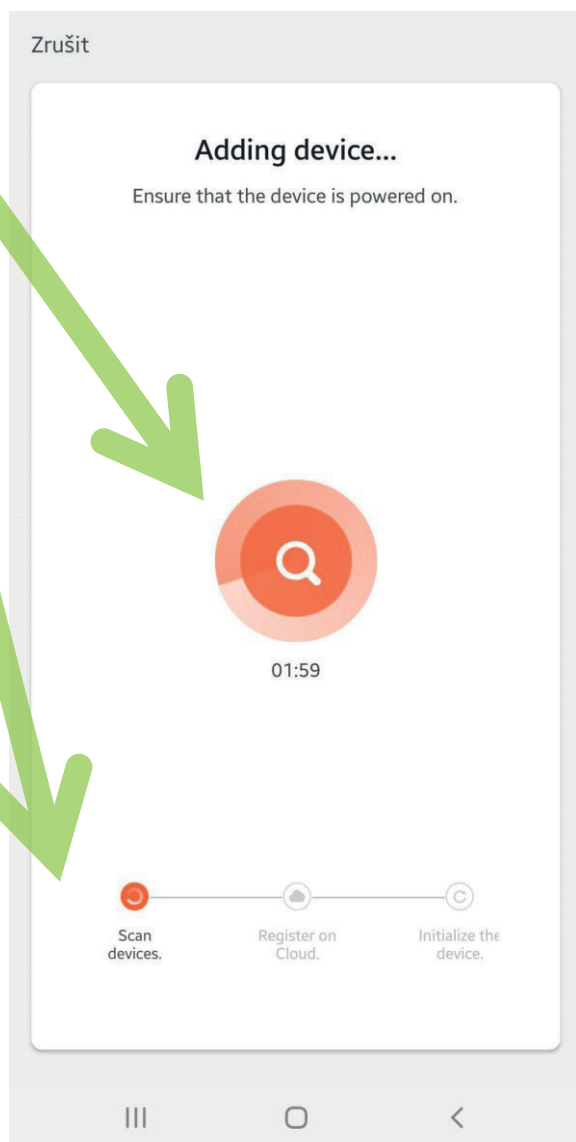 Zrušit
Adding device...
Ensure that the device is powered on.
01:59
Scan
devices.
Register on
Cloud.
Initialize the
device.